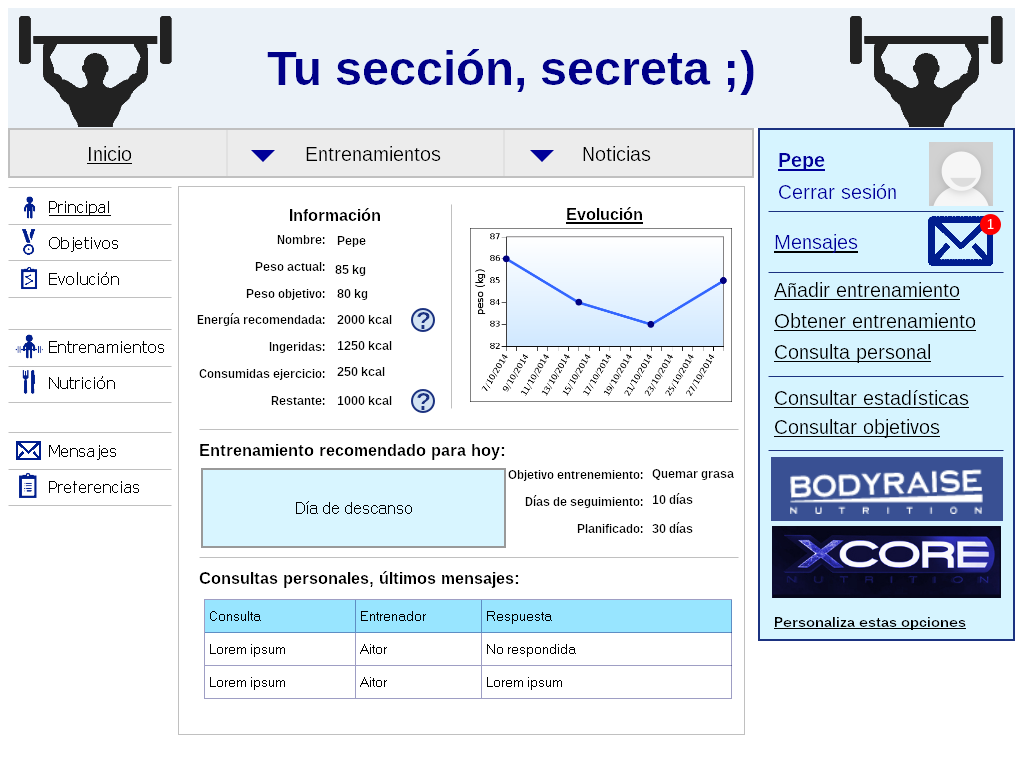 Tu sección, secreta ;)
Inicio
Entrenamientos
Noticias
Pepe
Cerrar sesión
1
Mensajes
Añadir entrenamiento
Obtener entrenamiento
Consulta personal
Consultar estadísticas
Consultar objetivos
BODYRAISE
NUTRITION
XCORE
NUTRITION
Personaliza estas opciones
Principal
Objetivos
Evolución
Entrenamientos
Nutrición
Mensajes
Preterencias
Información
Nombre: Pepe
Peso actual: 85 kg
Peso objetivo: 80 kg
Energía recomendada: 2000 kcal ?
Ingeridas: 1250 kcal
Consumidas ejercicio: 250 kcal
Restante: 1000 kcal ?
Evolución
peso (kg)
87
86
85
84
83
82
7/10/2014 9/10/2014 11/10/2014 13/10/2014 15/10/2014 17/10/2014 19/10/2014 21/10/2014 23/10/2014 25/10/2014 27/10/2014
Entrenamiento recomendado para hoy:
Día de descanso
Objetivo entrenemiento: Quemar grasa
Días de seguimiento: 10 días
Planificado: 30 días
Consultas personales, últimos mensajes:
Consulta Entrenador Respuesta
Lorem ipsum Aitor No respondida
Lorem ipsum Aitor Lorem ipsum